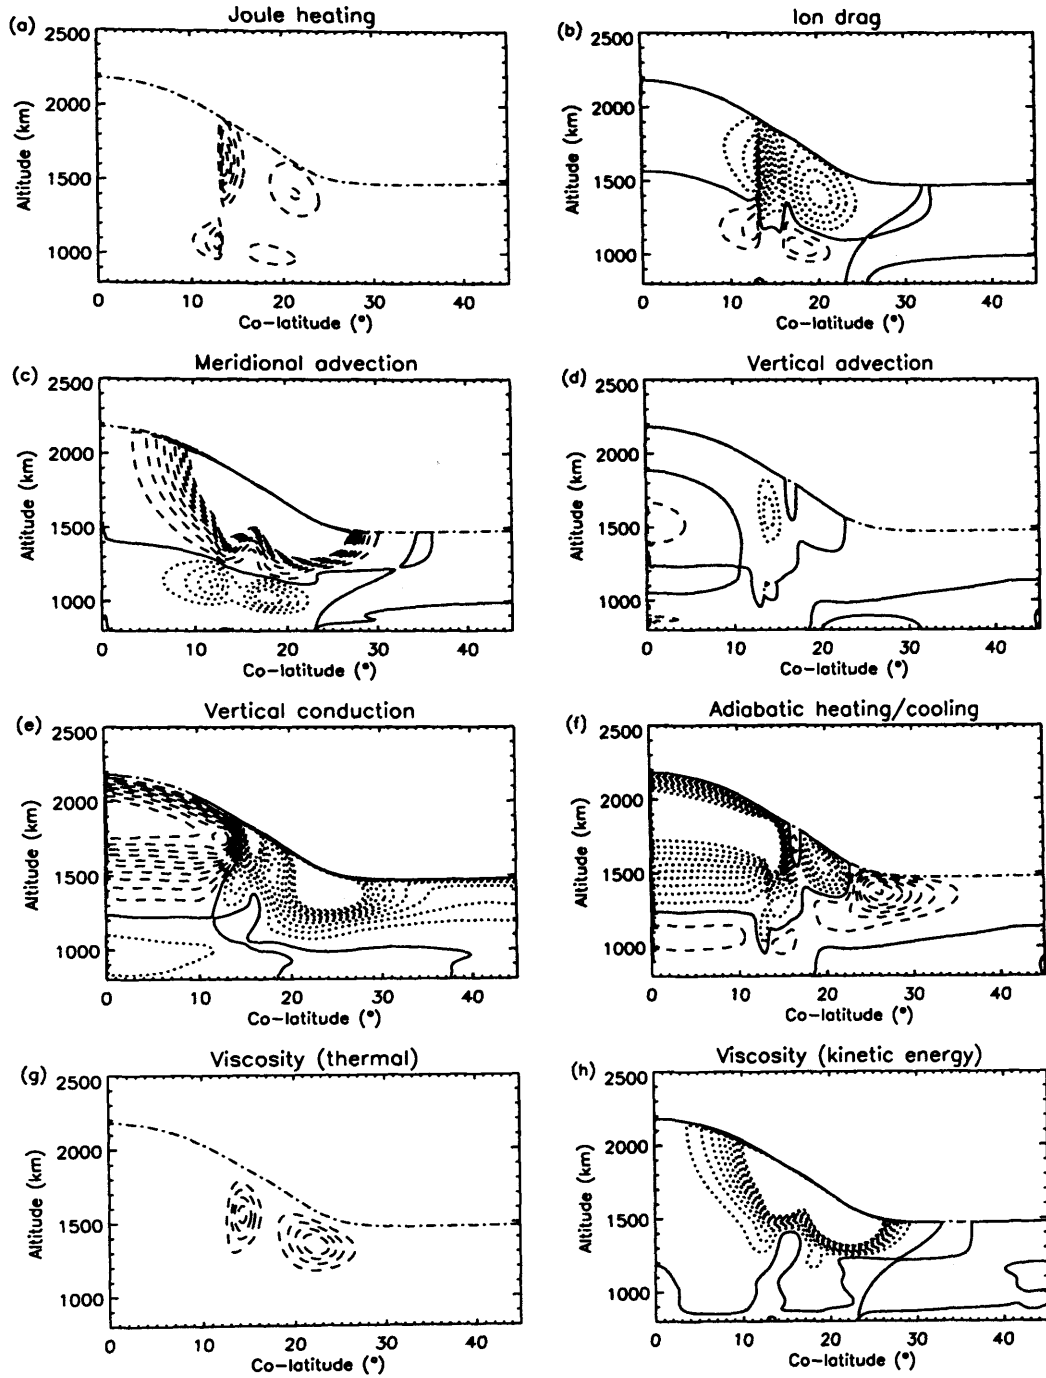 (a) Joule heating
2500
2000
1500
1000
Altitude (km)
0 10 20 30 40
Co-latitude (°)
(b) Ion drag
2500
2000
1500
1000
Altitude (km)
0 10 20 30 40
Co-latitude (°)
(c) Meridional advection
2500
2000
1500
1000
Altitude (km)
0 10 20 30 40
Co-latitude (°)
(d) Vertical advection
2500
2000
1500
1000
Altitude (km)
0 10 20 30 40
Co-latitude (°)
(e) Vertical conduction
2500
2000
1500
1000
Altitude (km)
0 10 20 30 40
Co-latitude (°)
(f) Adiabatic heating/cooling
2500
2000
1500
1000
Altitude (km)
0 10 20 30 40
Co-latitude (°)
(g) Viscosity (thermal)
2500
2000
1500
1000
Altitude (km)
0 10 20 30 40
Co-latitude (°)
(h) Viscosity (kinetic energy)
2500
2000
1500
1000
Altitude (km)
0 10 20 30 40
Co-latitude (°)